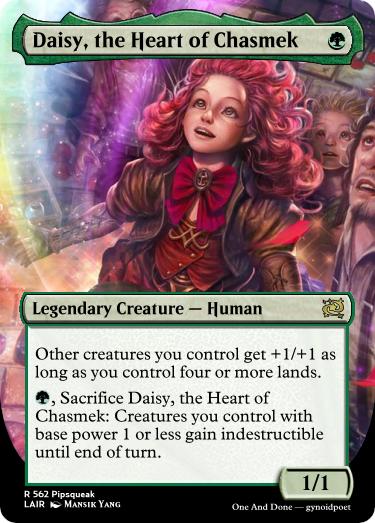 Daisy, the Heart of Chasmek
Legendary Creature — Human
Other creatures you control get +1/+1 as
long as you control four or more lands.
, Sacrifice Daisy, the Heart of
Chasmek: Creatures you control with
base power 1 or less gain indestructible
until end of turn.
1/1
R 562 Pipsqueak
LAIR Mansik Yang
One And Done — gynoidpoet